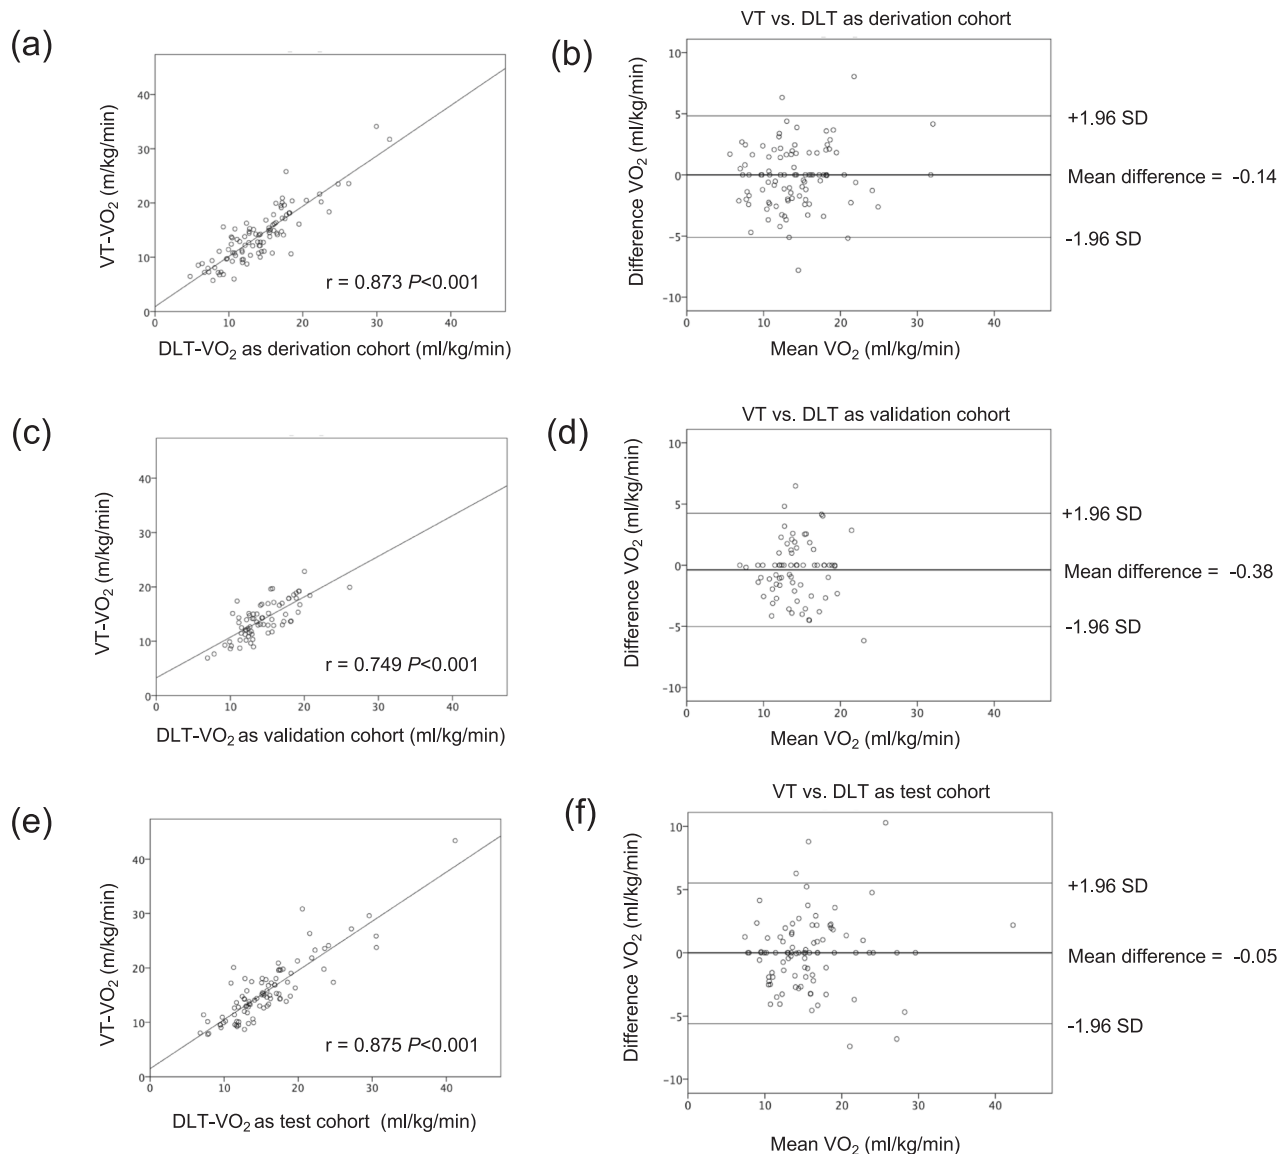 (a)
VT-VO2 (m/kg/min)
40
30
20
10
0
0 10 20 30 40
r = 0.873 P<0.001
DLT-VO2 as derivation cohort (ml/kg/min)
(b)
VT vs. DLT as derivation cohort
Difference VO2 (ml/kg/min)
10
5
0
-5
-10
0 10 20 30 40
Mean VO2 (ml/kg/min)
+1.96 SD
Mean difference = -0.14
-1.96 SD
(c)
VT-VO2 (m/kg/min)
40
30
20
10
0
0 10 20 30 40
r = 0.749 P<0.001
DLT-VO2 as validation cohort (ml/kg/min)
(d)
VT vs. DLT as validation cohort
Difference VO2 (ml/kg/min)
10
5
0
-5
-10
0 10 20 30 40
Mean VO2 (ml/kg/min)
+1.96 SD
Mean difference = -0.38
-1.96 SD
(e)
VT-VO2 (m/kg/min)
40
30
20
10
0
0 10 20 30 40
r = 0.875 P<0.001
DLT-VO2 as test cohort (ml/kg/min)
(f)
VT vs. DLT as test cohort
Difference VO2 (ml/kg/min)
10
5
0
-5
-10
0 10 20 30 40
Mean VO2 (ml/kg/min)
+1.96 SD
Mean difference = -0.05
-1.96 SD